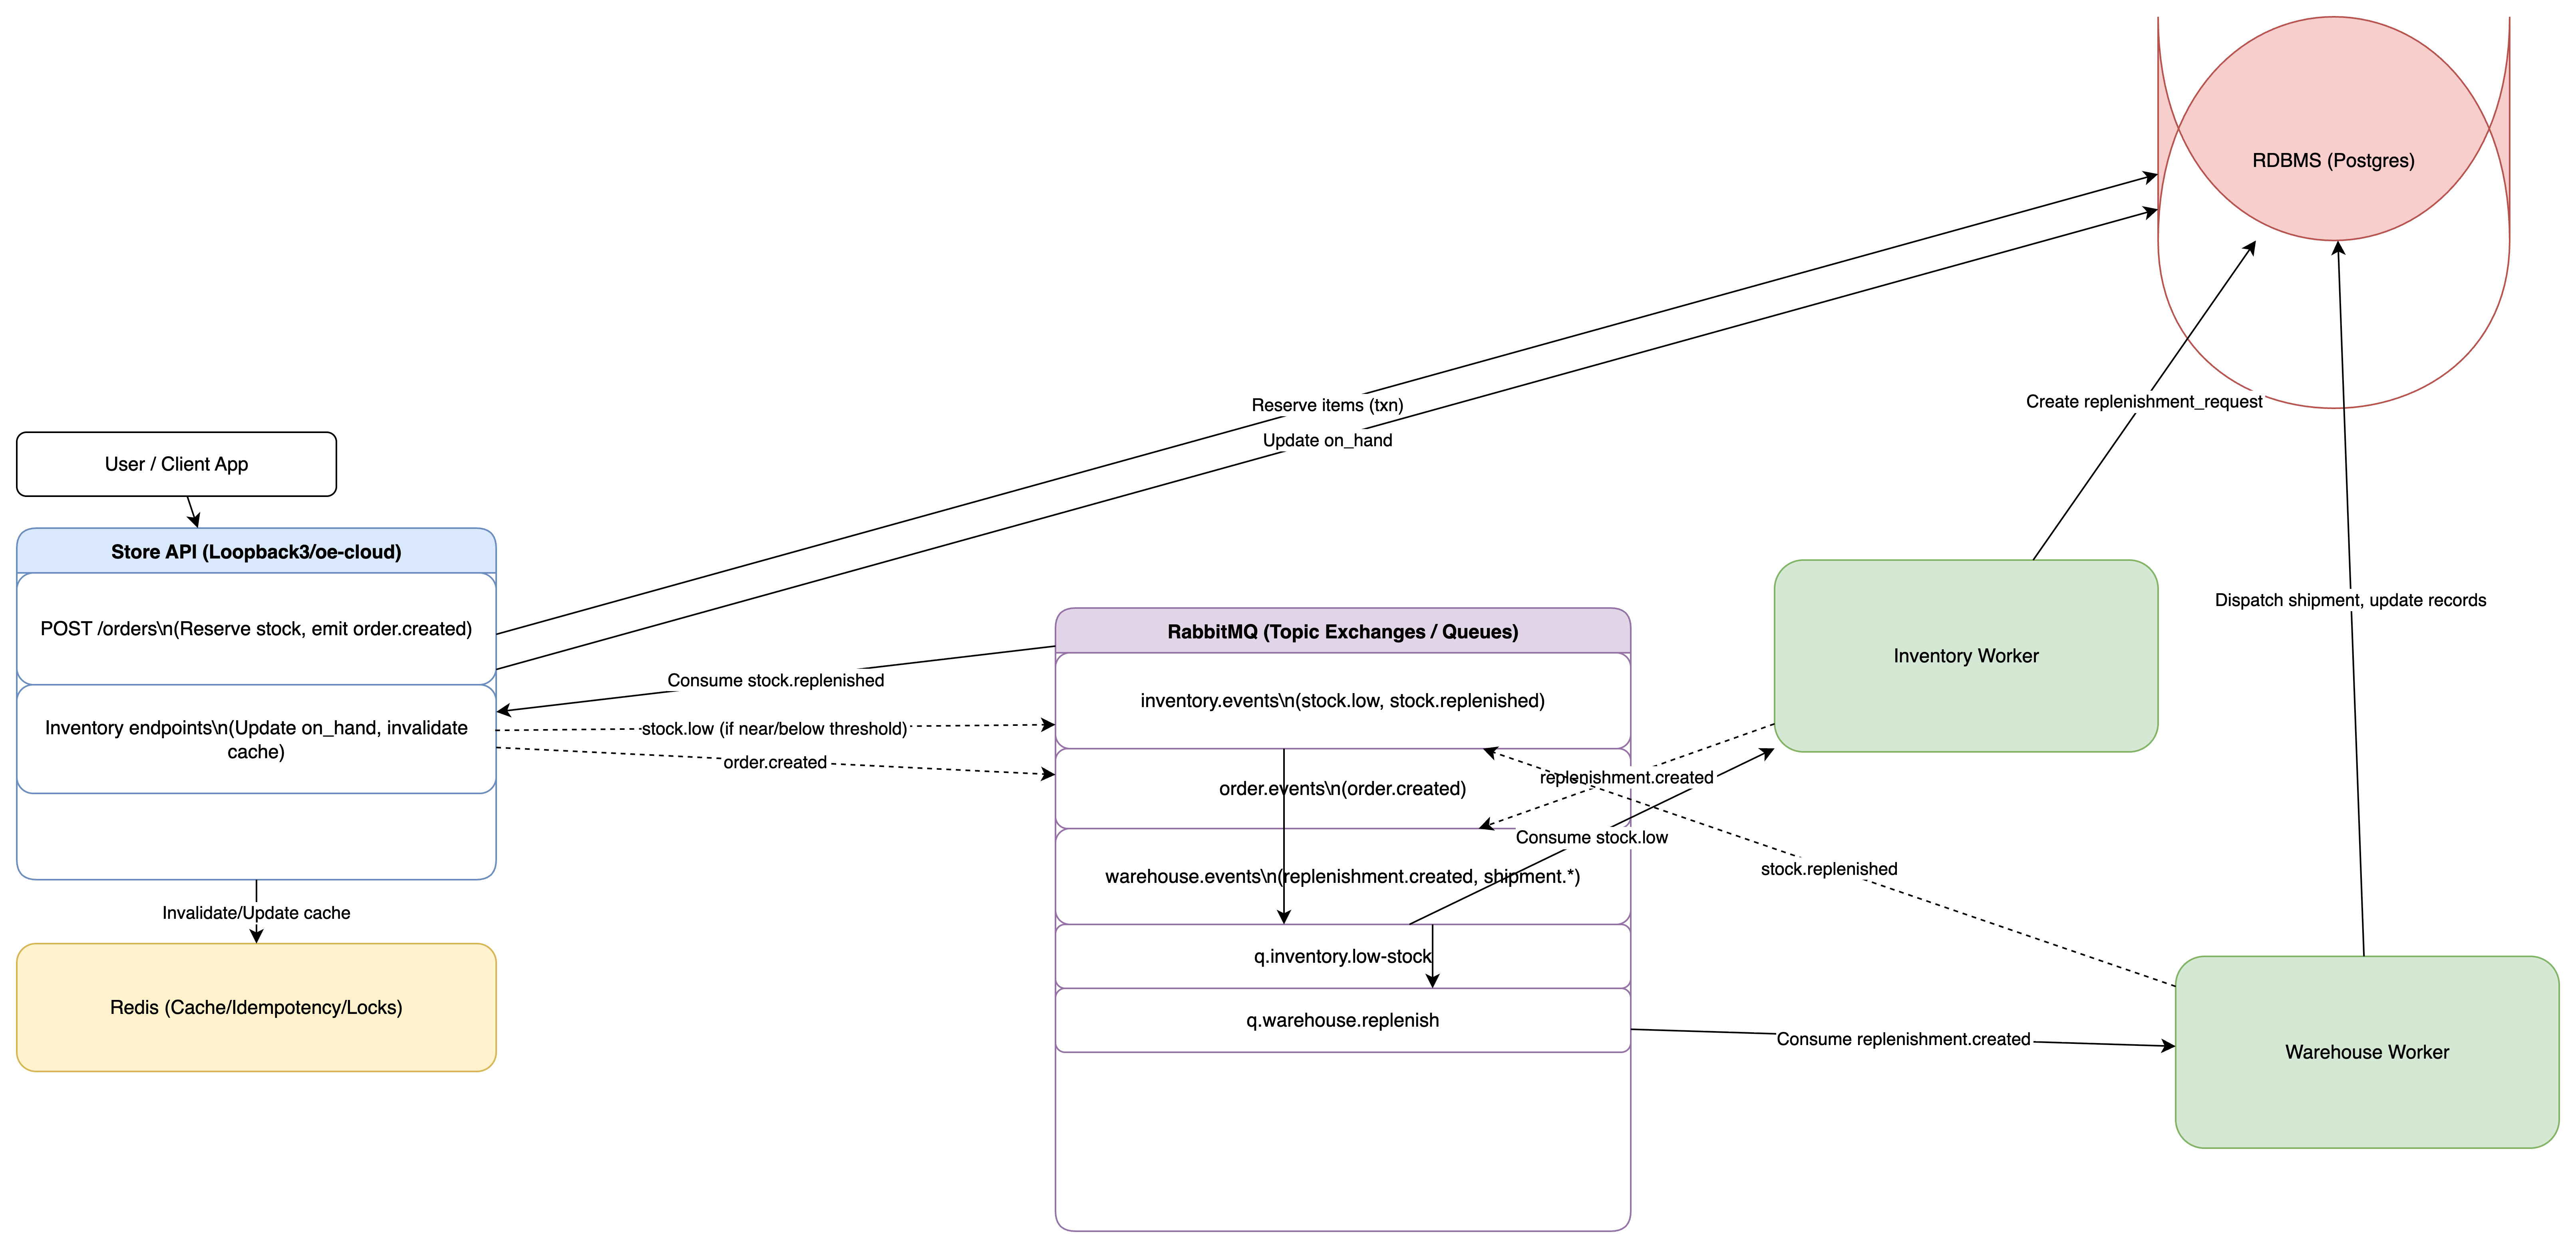 RDBMS (Postgres)
Reserve items (txn)
Create replenishment_request
Update on_hand
User / Client App
Store API (Loopback3/oe-cloud)
POST /orders\n(Reserve stock, emit order.created)
Inventory endpoints\n(Update on_hand, invalidate
cache)
Invalidate/Update cache
Redis (Cache/Idempotency/Locks)
Consume stock.replenished
stock.low (if near/below threshold)
order.created
RabbitMQ (Topic Exchanges / Queues)
inventory.events\n(stock.low, stock.replenished)
order.events\n(order.created)
warehouse.events\n(replenishment.created, shipment.*)
q.inventory.low-stock
q.warehouse.replenish
replenishment.created
Consume stock.low
stock.replenished
Consume replenishment.created
Inventory Worker
Dispatch shipment, update records
Warehouse Worker